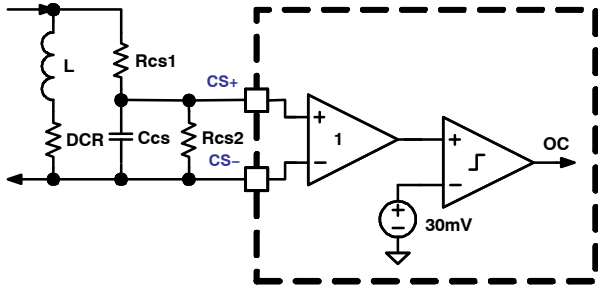 L
Rcs1
CS+
DCR
Ccs
Rcs2
CS−
+
−
1
+
−
OC
+
−
30mV